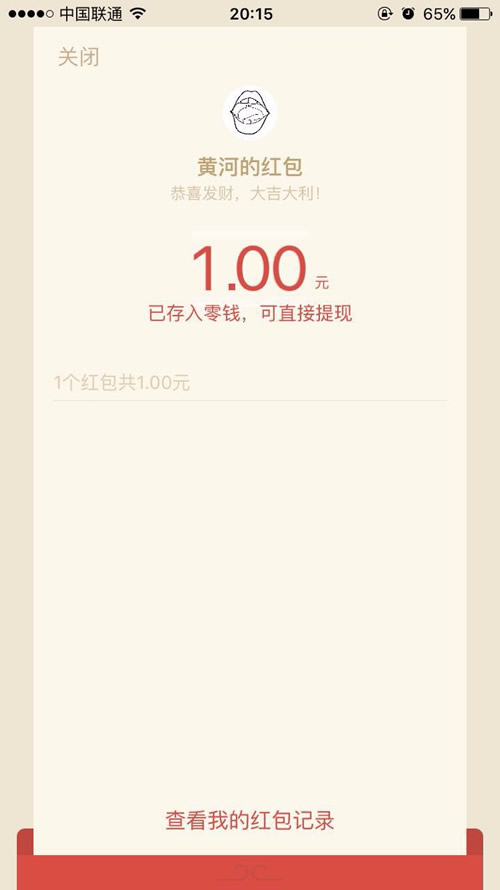 中国联通 20:15 65%
关闭
黄河的红包
恭喜发财，大吉大利！
1.00 元
已存入零钱，可直接提现
1个红包共1.00元
查看我的红包记录